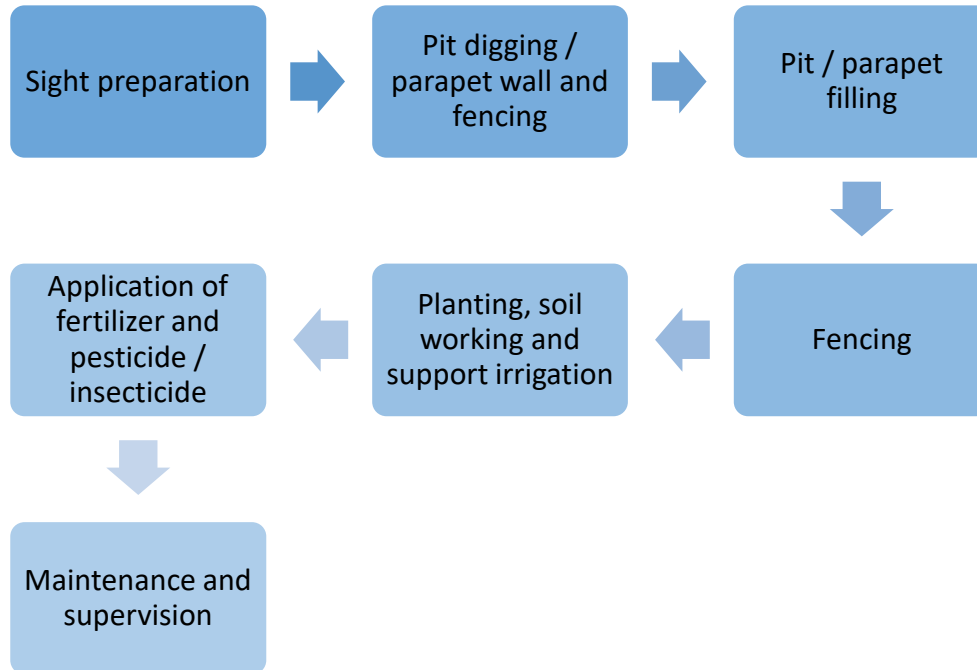 Sight preparation
Pit digging /
parapet wall and
fencing
Pit / parapet
filling
Fencing
Planting, soil
working and
support irrigation
Application of
fertilizer and
pesticide /
insecticide
Maintenance and
supervision